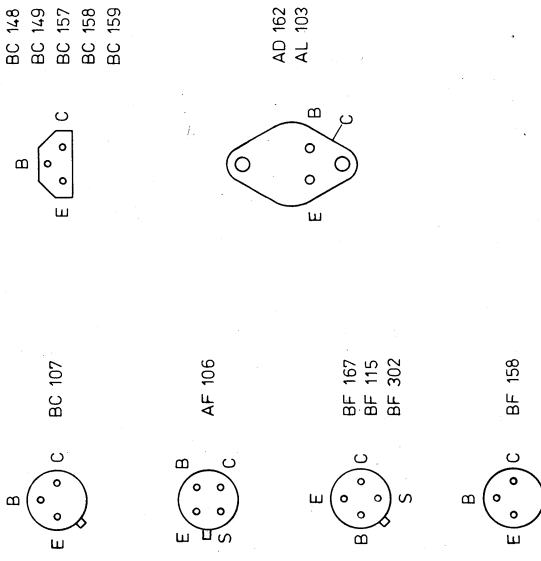 B
E C
BC 107
E B
S C
AF 106
E
B C
S
BF 167
BF 115
BF 302
B
E C
BF 158
B
E C
BC 148
BC 149
BC 157
BC 158
BC 159
E B
C
AD 162
AL 103